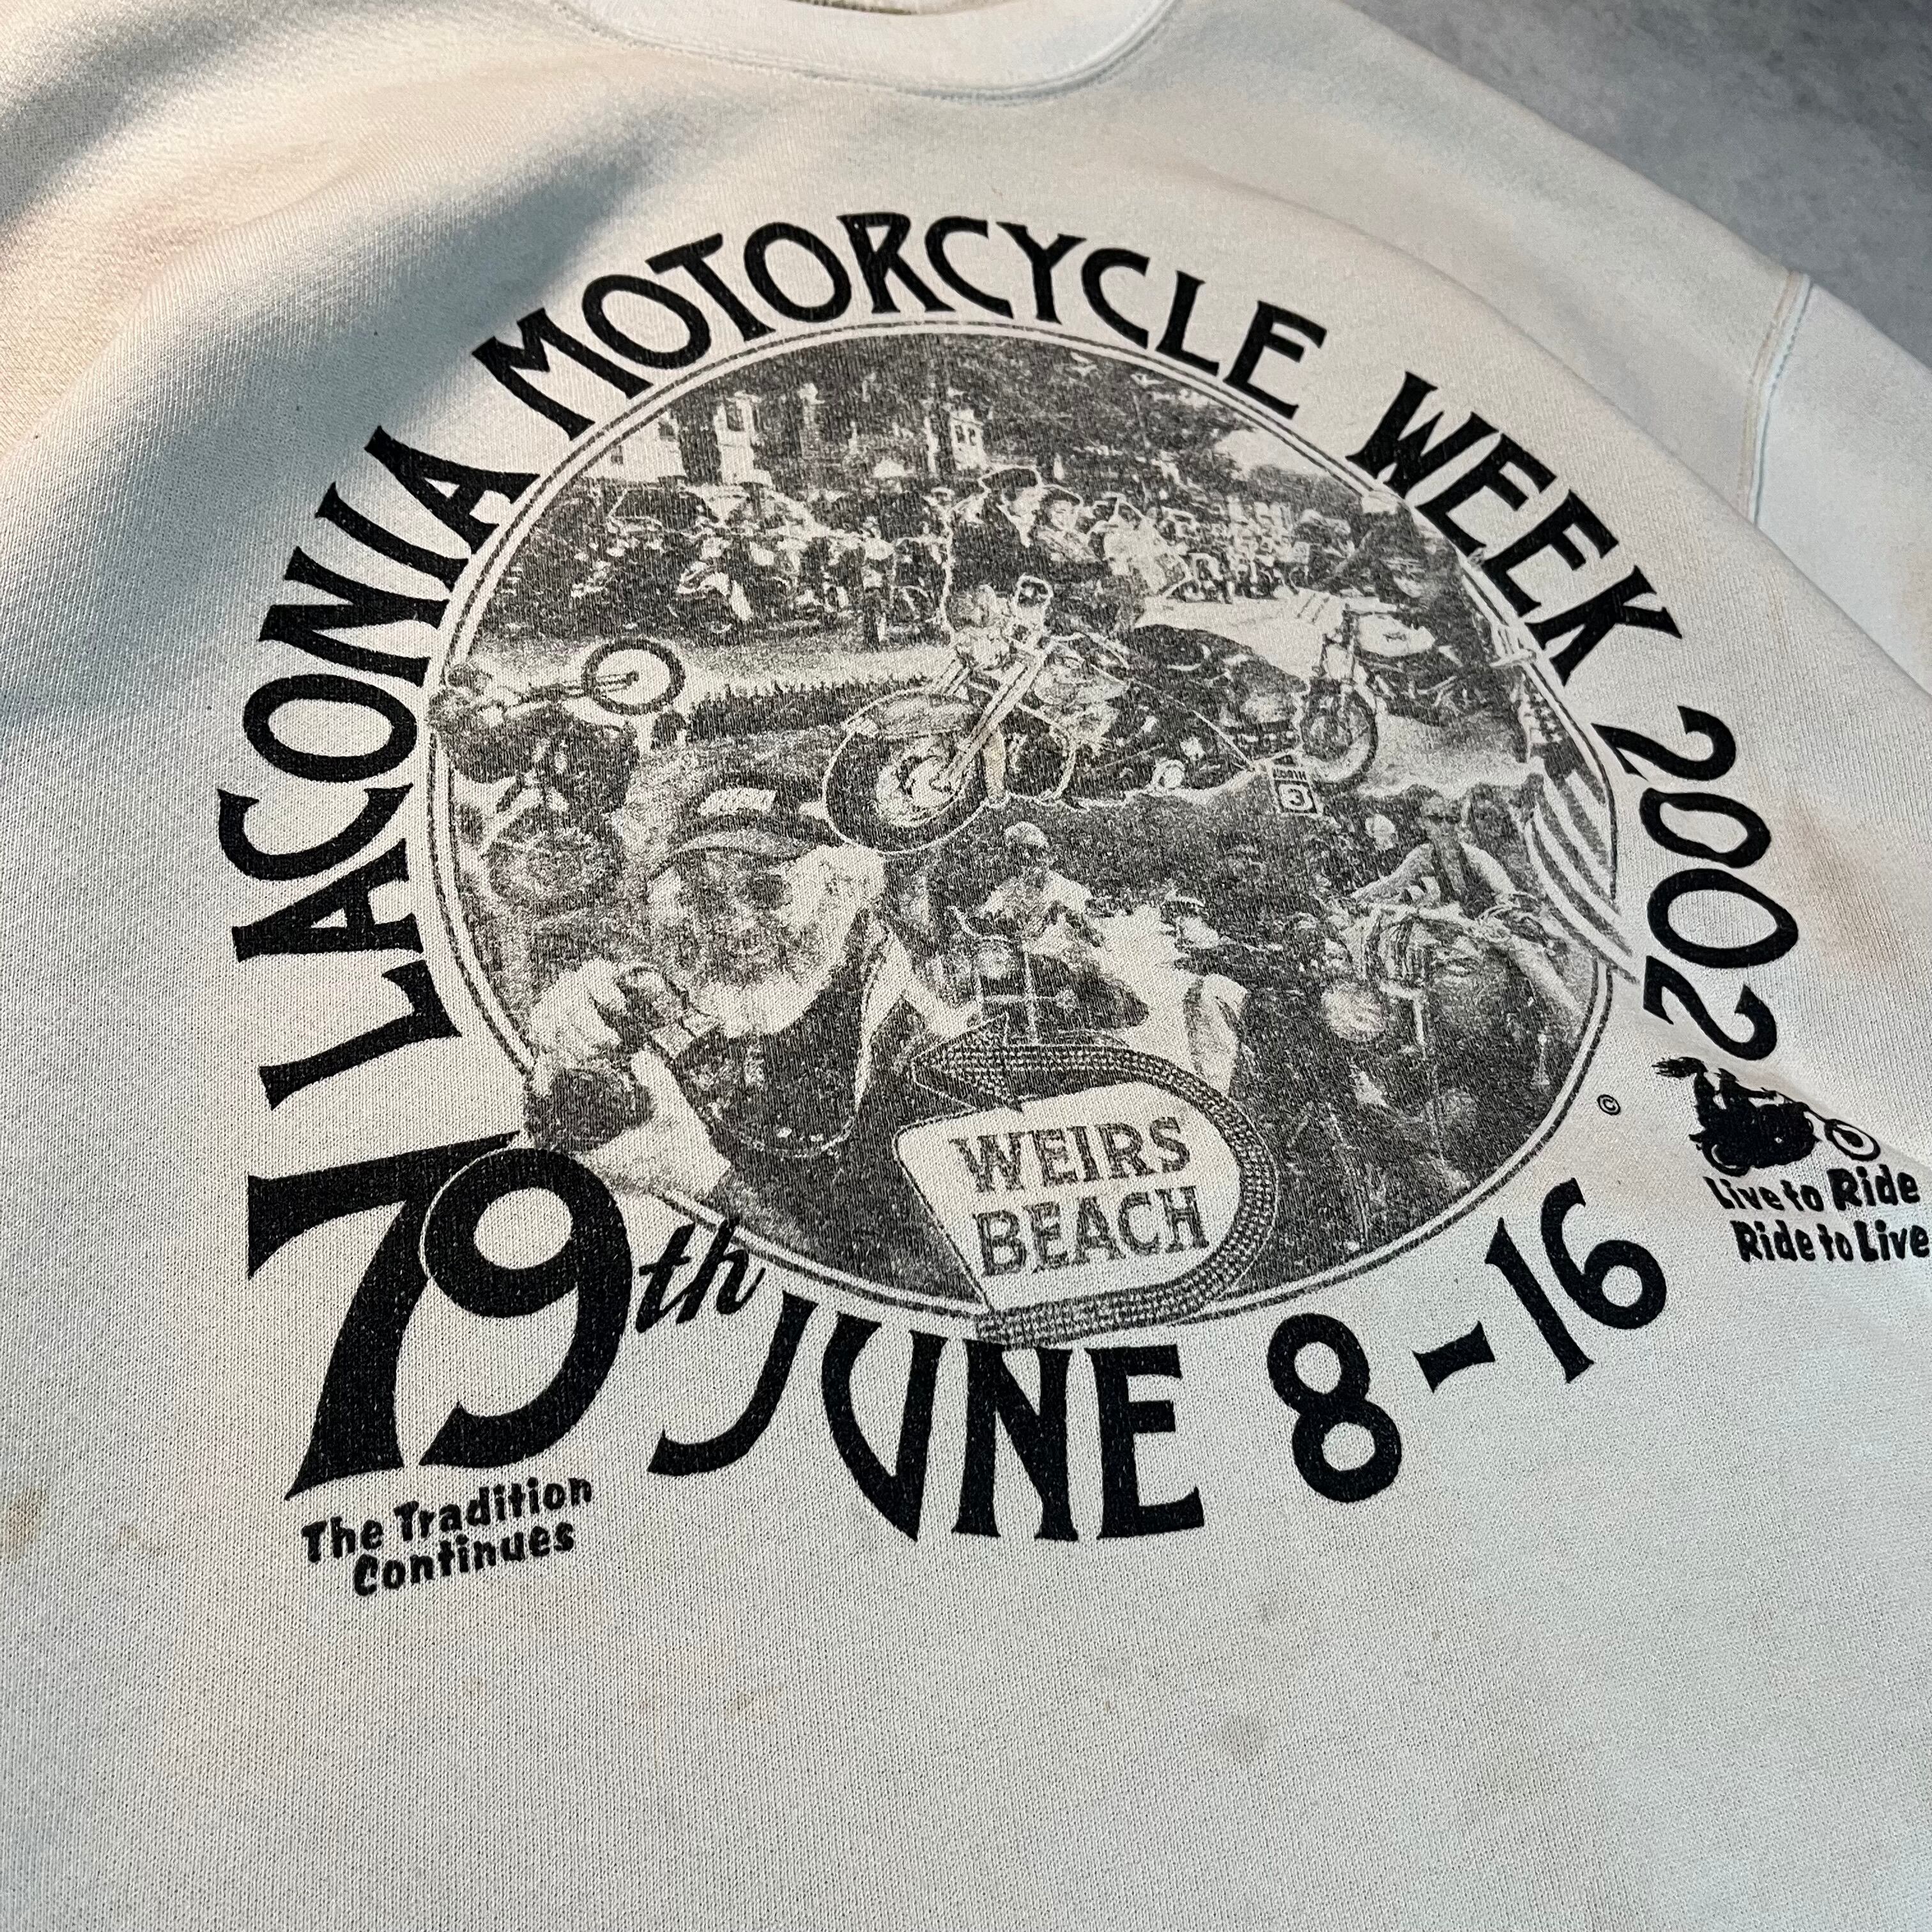 LACONIA MOTORCYCLE WEEK 2002
WEIRS
BEACH
©
Live to Ride
Ride to Live
79th JUNE 8-16
The Tradition
Continues